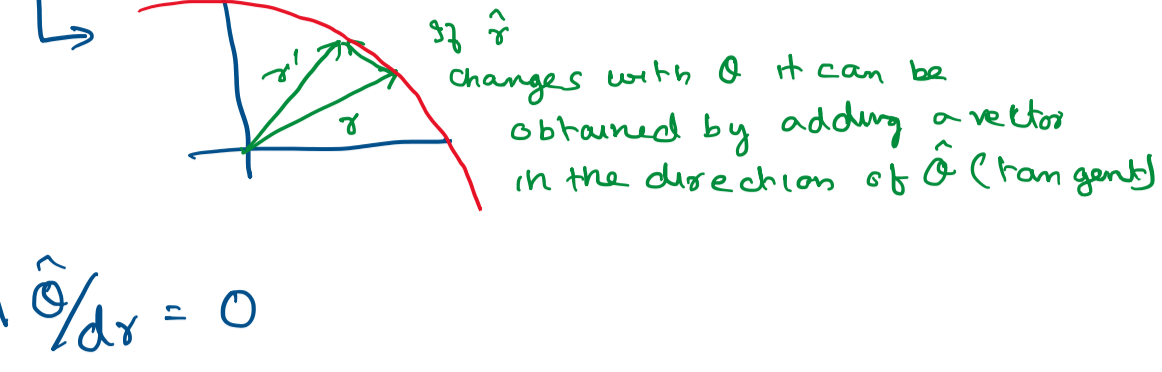 If r̂
changes with θ it can be
obtained by adding a vector
in the direction of θ̂ (tangent)
r'
r
θ̂/dr = 0